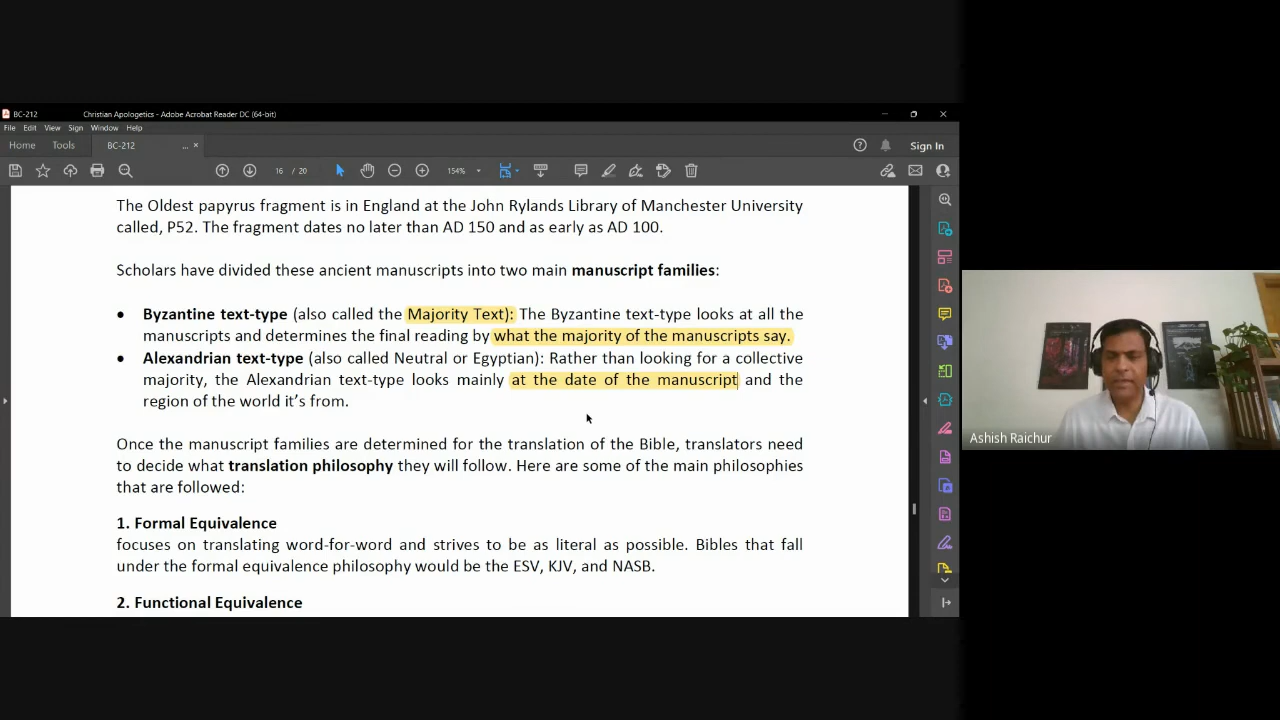 BC-212 Christian Apologetics - Adobe Acrobat Reader DC (64-bit)
File Edit View Sign Window Help
Home Tools BC-212 ... × Sign In
16 / 20 154%
The Oldest papyrus fragment is in England at the John Rylands Library of Manchester University
called, P52. The fragment dates no later than AD 150 and as early as AD 100.
Scholars have divided these ancient manuscripts into two main manuscript families:
• Byzantine text-type (also called the Majority Text): The Byzantine text-type looks at all the
manuscripts and determines the final reading by what the majority of the manuscripts say.
• Alexandrian text-type (also called Neutral or Egyptian): Rather than looking for a collective
majority, the Alexandrian text-type looks mainly at the date of the manuscript and the
region of the world it’s from.
Once the manuscript families are determined for the translation of the Bible, translators need
to decide what translation philosophy they will follow. Here are some of the main philosophies
that are followed:
1. Formal Equivalence
focuses on translating word-for-word and strives to be as literal as possible. Bibles that fall
under the formal equivalence philosophy would be the ESV, KJV, and NASB.
2. Functional Equivalence
Ashish Raichur